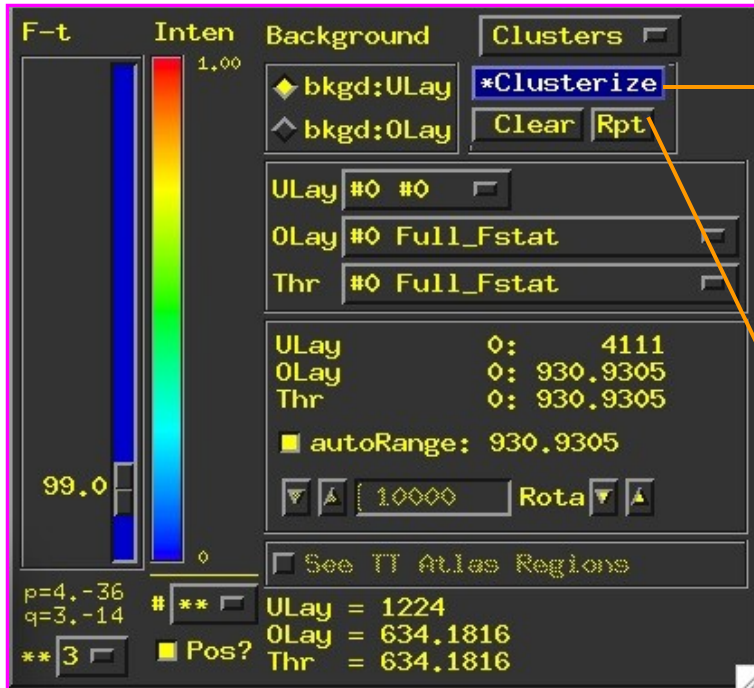 F-t Inten Background Clusters
1.00
bkgd:ULay *Clusterize
bkgd:OLay Clear Rpt
ULay #0 #0
OLay #0 Full_Fstat
Thr #0 Full_Fstat
ULay 0: 4111
OLay 0: 930.9305
Thr 0: 930.9305
autoRange: 930.9305
99.0
10000 Rota
0
See TT Atlas Regions
p=4.-36
q=3.-14
# **
ULay = 1224
OLay = 634.1816
** 3 Pos?
Thr = 634.1816